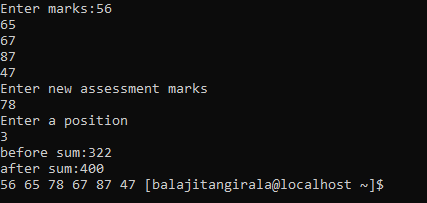 Enter marks:56
65
67
87
47
Enter new assessment marks
78
Enter a position
3
before sum:322
after sum:400
56 65 78 67 87 47 [balajitangirala@localhost ~]$